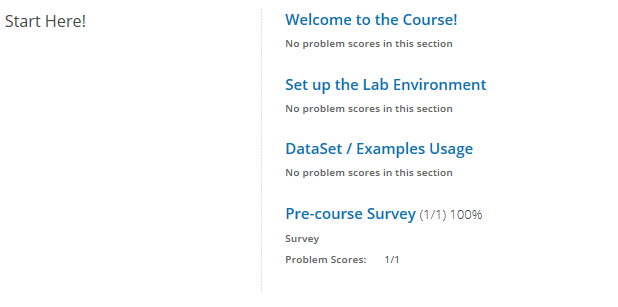 Start Here!
Welcome to the Course!
No problem scores in this section
Set up the Lab Environment
No problem scores in this section
DataSet / Examples Usage
No problem scores in this section
Pre-course Survey (1/1) 100%
Survey
Problem Scores: 1/1